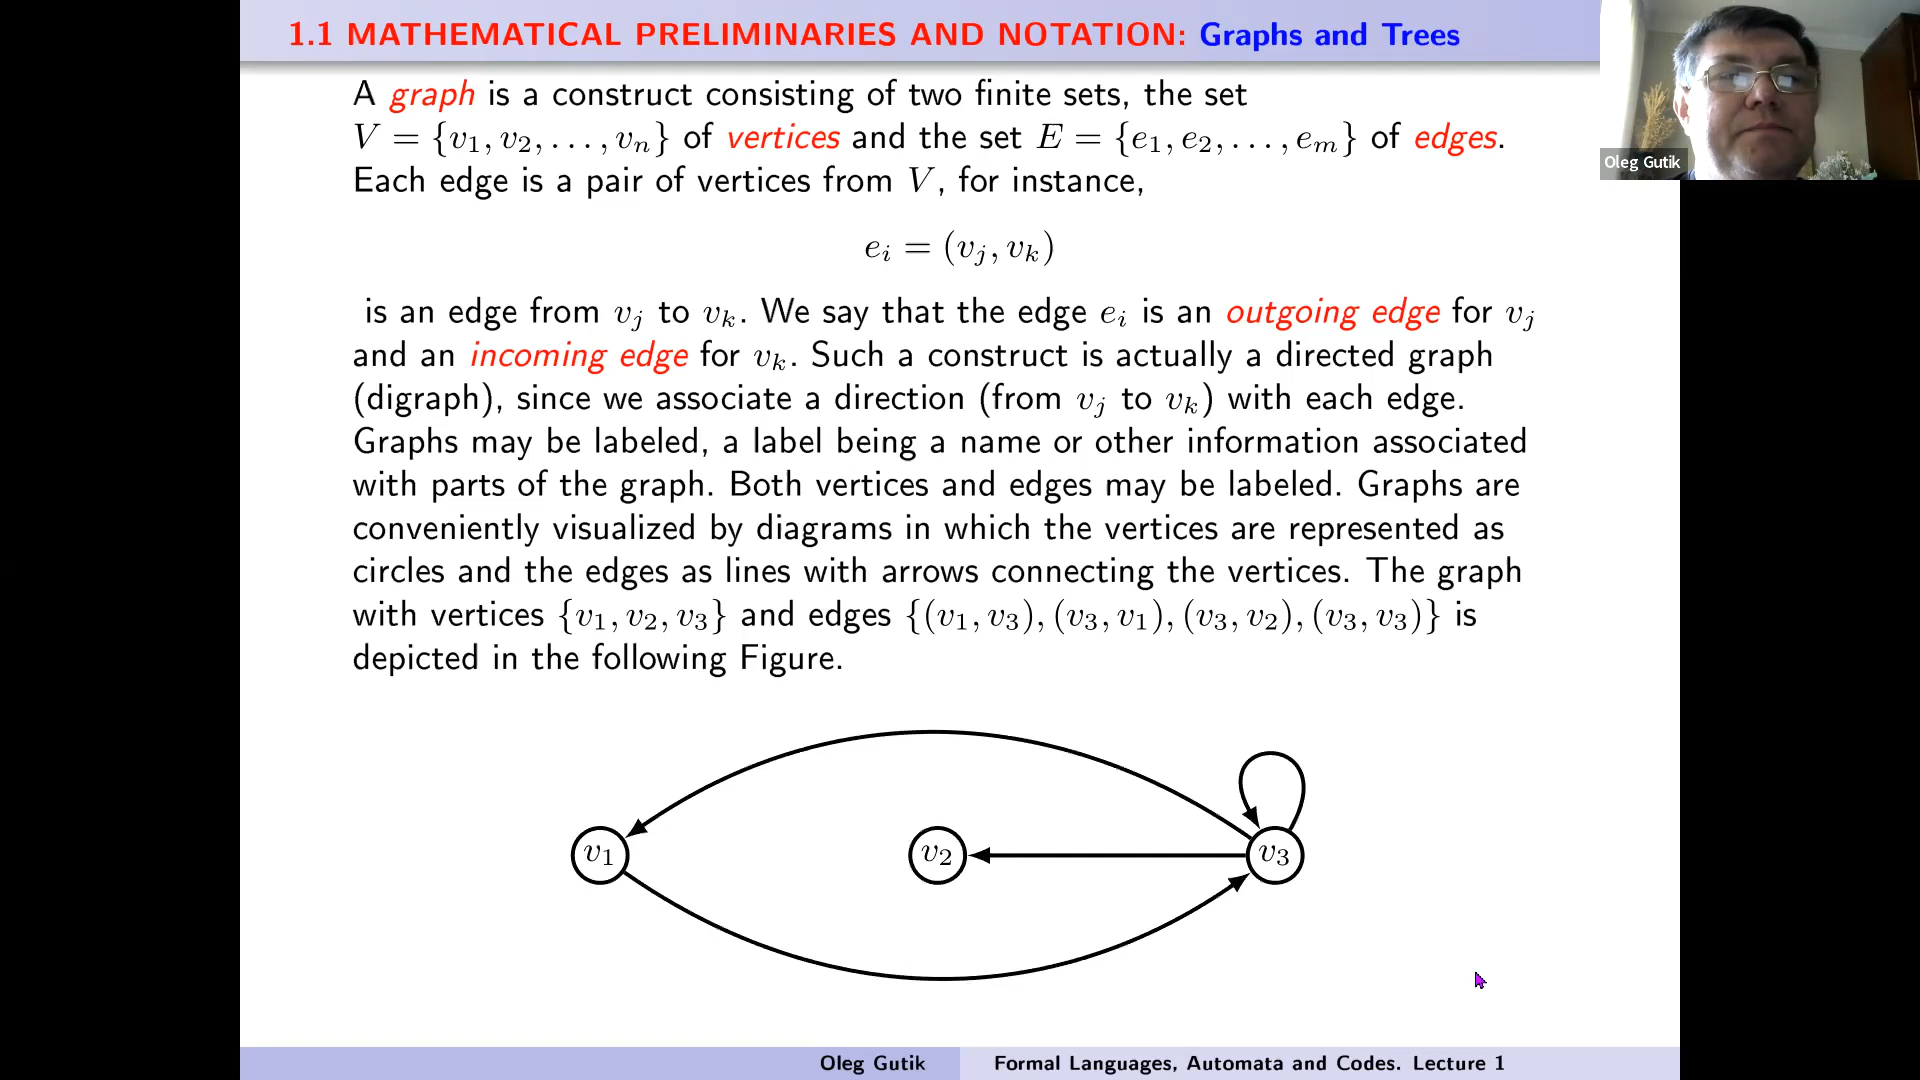 1.1 MATHEMATICAL PRELIMINARIES AND NOTATION: Graphs and Trees
A graph is a construct consisting of two finite sets, the set
V = {v₁, v₂, . . . , vₙ} of vertices and the set E = {e₁, e₂, . . . , eₘ} of edges.
Each edge is a pair of vertices from V, for instance,
eᵢ = (vⱼ, vₖ)
is an edge from vⱼ to vₖ. We say that the edge eᵢ is an outgoing edge for vⱼ
and an incoming edge for vₖ. Such a construct is actually a directed graph
(digraph), since we associate a direction (from vⱼ to vₖ) with each edge.
Graphs may be labeled, a label being a name or other information associated
with parts of the graph. Both vertices and edges may be labeled. Graphs are
conveniently visualized by diagrams in which the vertices are represented as
circles and the edges as lines with arrows connecting the vertices. The graph
with vertices {v₁, v₂, v₃} and edges {(v₁, v₃), (v₃, v₁), (v₃, v₂), (v₃, v₃)} is
depicted in the following Figure.
v₁ v₂ v₃
Oleg Gutik Formal Languages, Automata and Codes. Lecture 1
Oleg Gutik